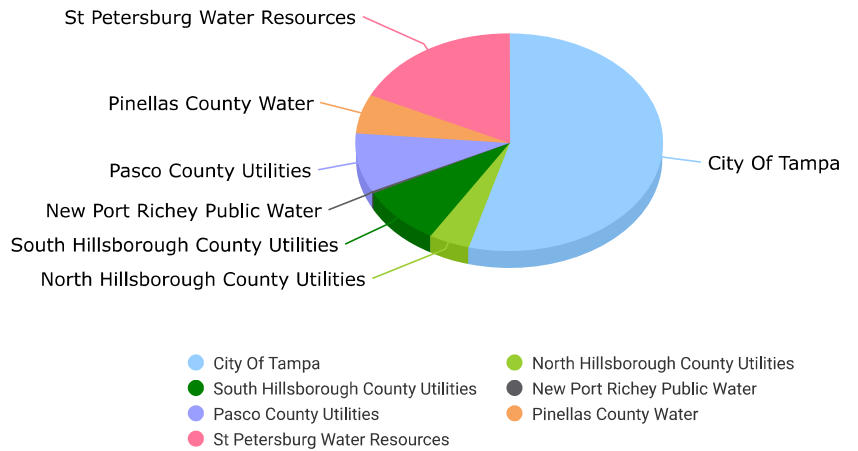 St Petersburg Water Resources
Pinellas County Water
City Of Tampa
Pasco County Utilities
New Port Richey Public Water
South Hillsborough County Utilities
North Hillsborough County Utilities
City Of Tampa
North Hillsborough County Utilities
South Hillsborough County Utilities
New Port Richey Public Water
Pasco County Utilities
Pinellas County Water
St Petersburg Water Resources